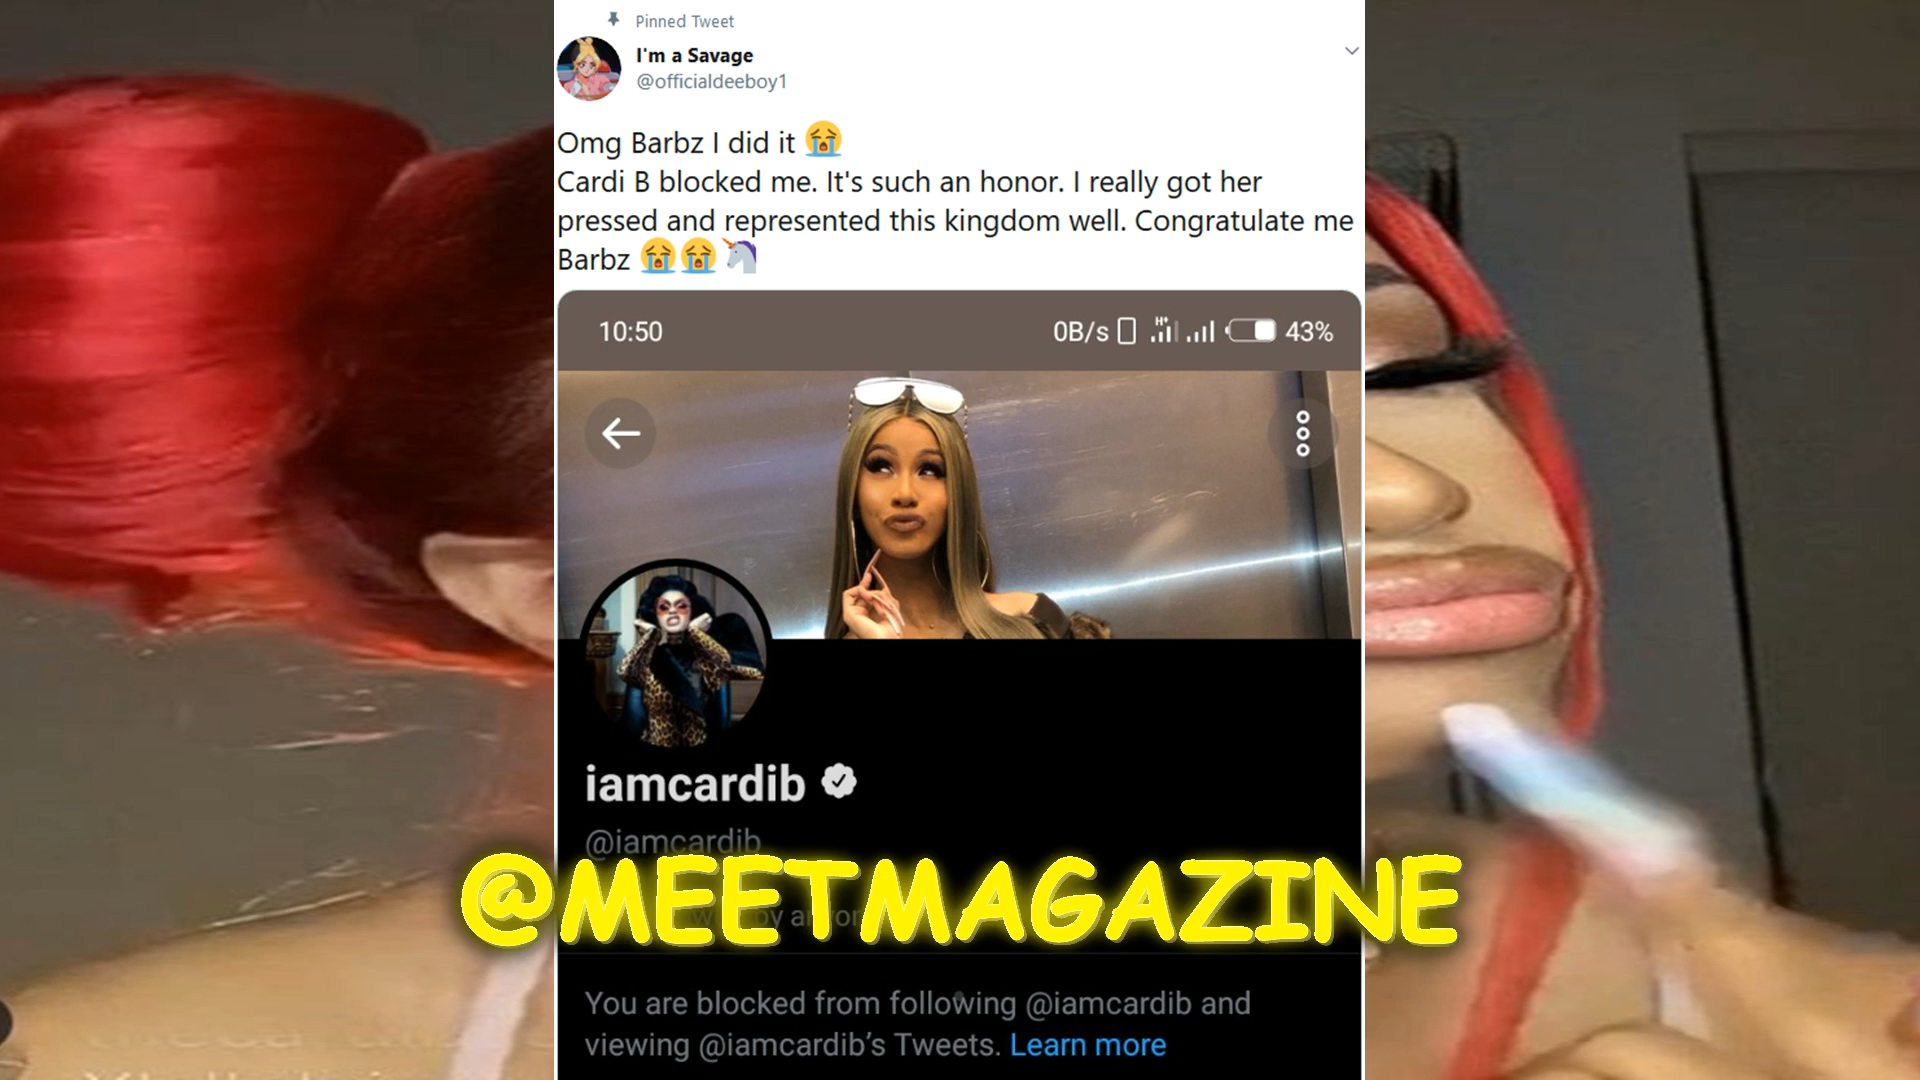 Pinned Tweet
I'm a Savage
@officialdeeboy1
Omg Barbz I did it 😭
Cardi B blocked me. It's such an honor. I really got her
pressed and represented this kingdom well. Congratulate me
Barbz 😭😭🦄
10:50 0B/s H+ 43%
iamcardib
@iamcardib
@MEETMAGAZINE
You are blocked from following @iamcardib and
viewing @iamcardib’s Tweets. Learn more